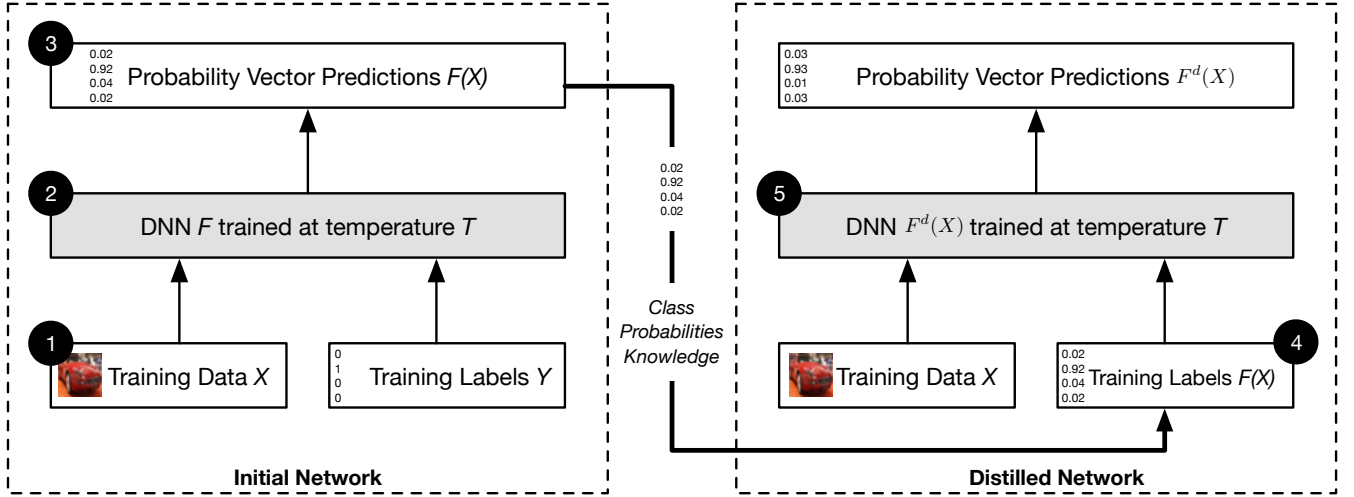 3
0.02
0.92
0.04
0.02
Probability Vector Predictions F(X)
2
DNN F trained at temperature T
1
Training Data X
0
1
0
0
Training Labels Y
Initial Network
0.02
0.92
0.04
0.02
Class
Probabilities
Knowledge
0.03
0.93
0.01
0.03
Probability Vector Predictions F^d(X)
5
DNN F^d(X) trained at temperature T
Training Data X
4
0.02
0.92
0.04
0.02
Training Labels F(X)
Distilled Network